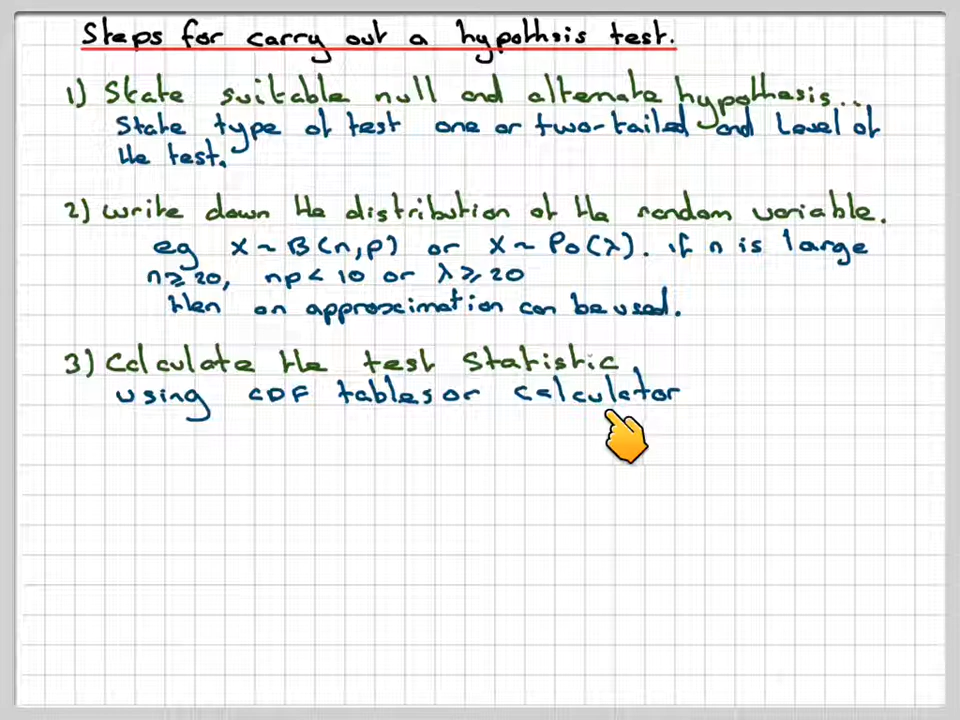 Steps for carry out a hypothsis test.
1) State suitable null and alternate hypothesis...
State type of test one or two-tailed and level of
the test.
2) write down the distribution of the random variable.
eg X ~ B(n,p) or X ~ Po(λ). if n is large
n ≥ 20, np < 10 or λ ≥ 20
then an approximation can be used.
3) Calculate the test statistic,
using CDF tables or calculator